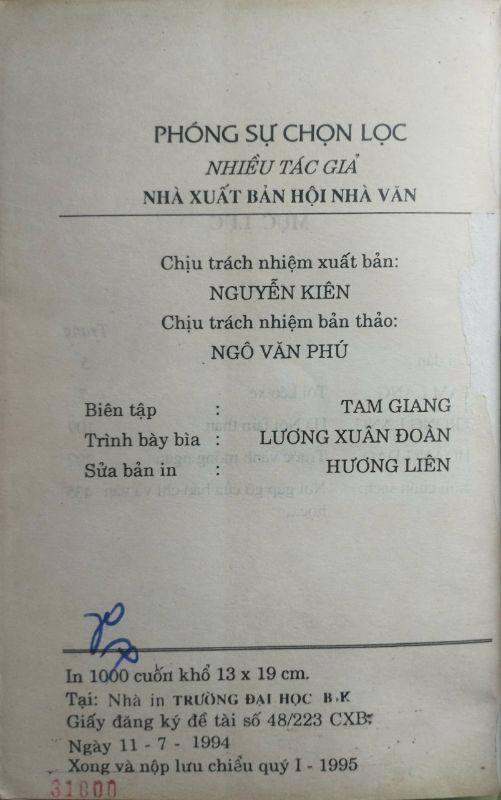 PHÓNG SỰ CHỌN LỌC
NHIỀU TÁC GIẢ
NHÀ XUẤT BẢN HỘI NHÀ VĂN
Chịu trách nhiệm xuất bản:
NGUYỄN KIÊN
Chịu trách nhiệm bản thảo:
NGÔ VĂN PHÚ
Biên tập : TAM GIANG
Trình bày bìa : LƯƠNG XUÂN ĐOÀN
Sửa bản in : HƯƠNG LIÊN
In 1000 cuốn khổ 13 x 19 cm.
Tại: Nhà in TRƯỜNG ĐẠI HỌC B.K
Giấy đăng ký đề tài số 48/223 CXB.
Ngày 11 - 7 - 1994
Xong và nộp lưu chiểu quý I - 1995
31000